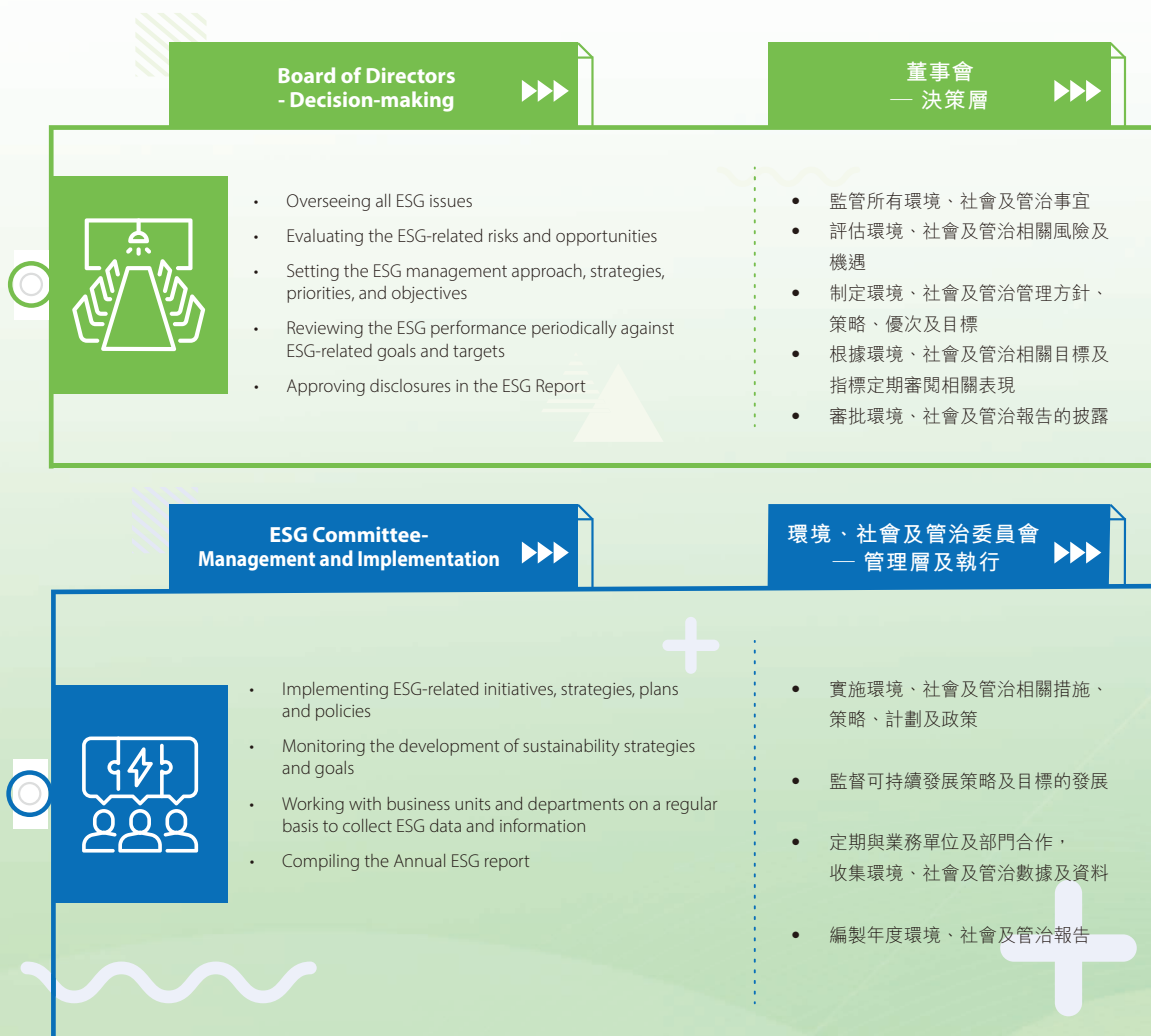 Board of Directors
- Decision-making
董事會
— 決策層
• Overseeing all ESG issues
• Evaluating the ESG-related risks and opportunities
• Setting the ESG management approach, strategies,
priorities, and objectives
• Reviewing the ESG performance periodically against
ESG-related goals and targets
• Approving disclosures in the ESG Report
• 監管所有環境、社會及管治事宜
• 評估環境、社會及管治相關風險及
機遇
• 制定環境、社會及管治管理方針、
策略、優次及目標
• 根據環境、社會及管治相關目標及
指標定期審閱相關表現
• 審批環境、社會及管治報告的披露
ESG Committee-
Management and Implementation
環境、社會及管治委員會
— 管理層及執行
• Implementing ESG-related initiatives, strategies, plans
and policies
• Monitoring the development of sustainability strategies
and goals
• Working with business units and departments on a regular
basis to collect ESG data and information
• Compiling the Annual ESG report
• 實施環境、社會及管治相關措施、
策略、計劃及政策
• 監督可持續發展策略及目標的發展
• 定期與業務單位及部門合作，
收集環境、社會及管治數據及資料
• 編製年度環境、社會及管治報告